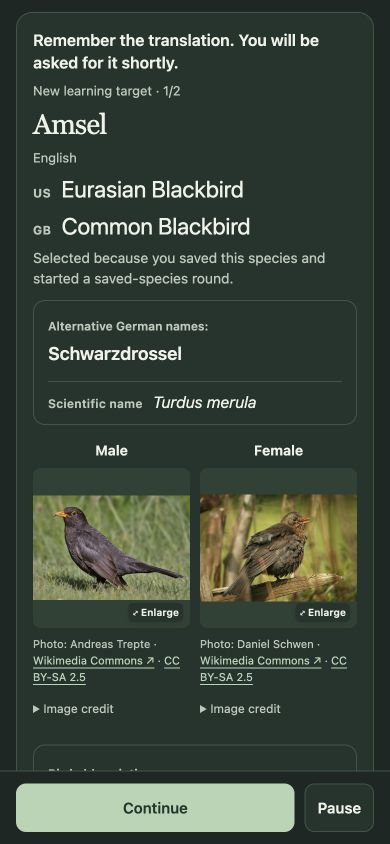 Remember the translation. You will be
asked for it shortly.
New learning target · 1/2
Amsel
English
US Eurasian Blackbird
GB Common Blackbird
Selected because you saved this species and
started a saved-species round.
Alternative German names:
Schwarzdrossel
Scientific name Turdus merula
Male
Female
⤢ Enlarge
⤢ Enlarge
Photo: Andreas Trepte ·
Wikimedia Commons ↗ · CC
BY-SA 2.5
Photo: Daniel Schwen ·
Wikimedia Commons ↗ · CC
BY-SA 2.5
▶ Image credit
▶ Image credit
Continue
Pause